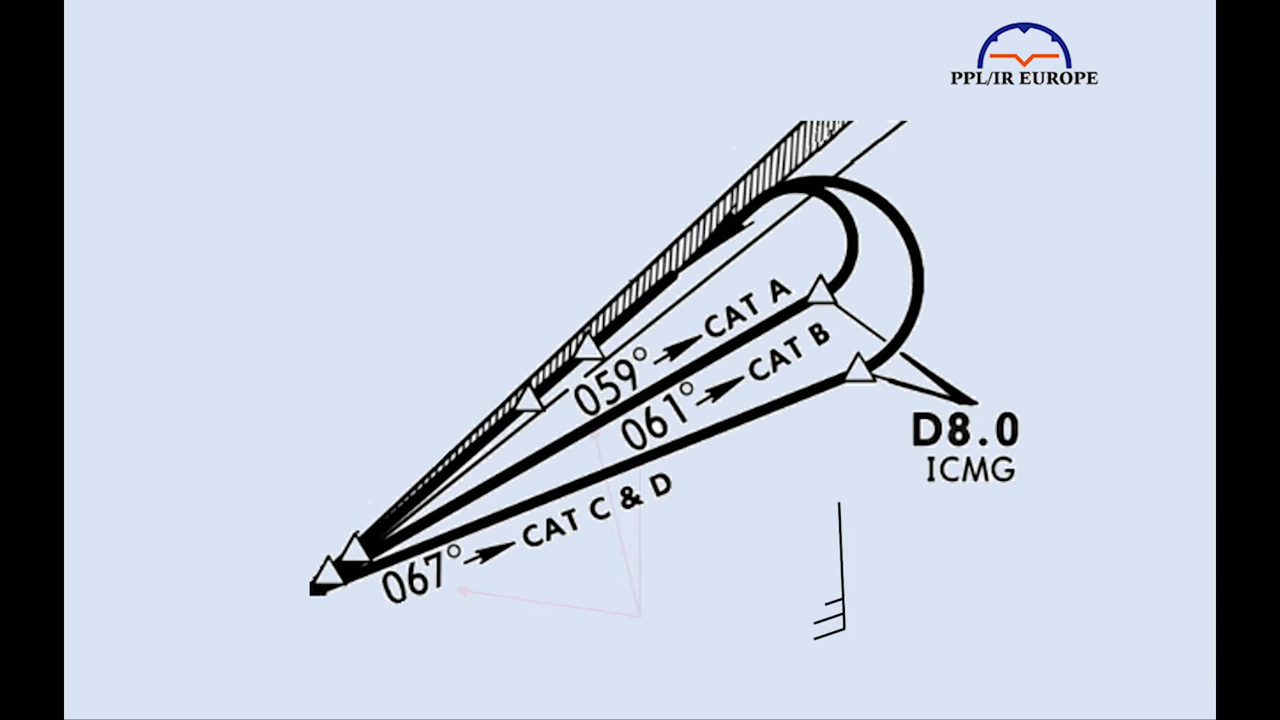 PPL/IR EUROPE
059° CAT A
061° CAT B
D8.0
ICMG
067° CAT C & D